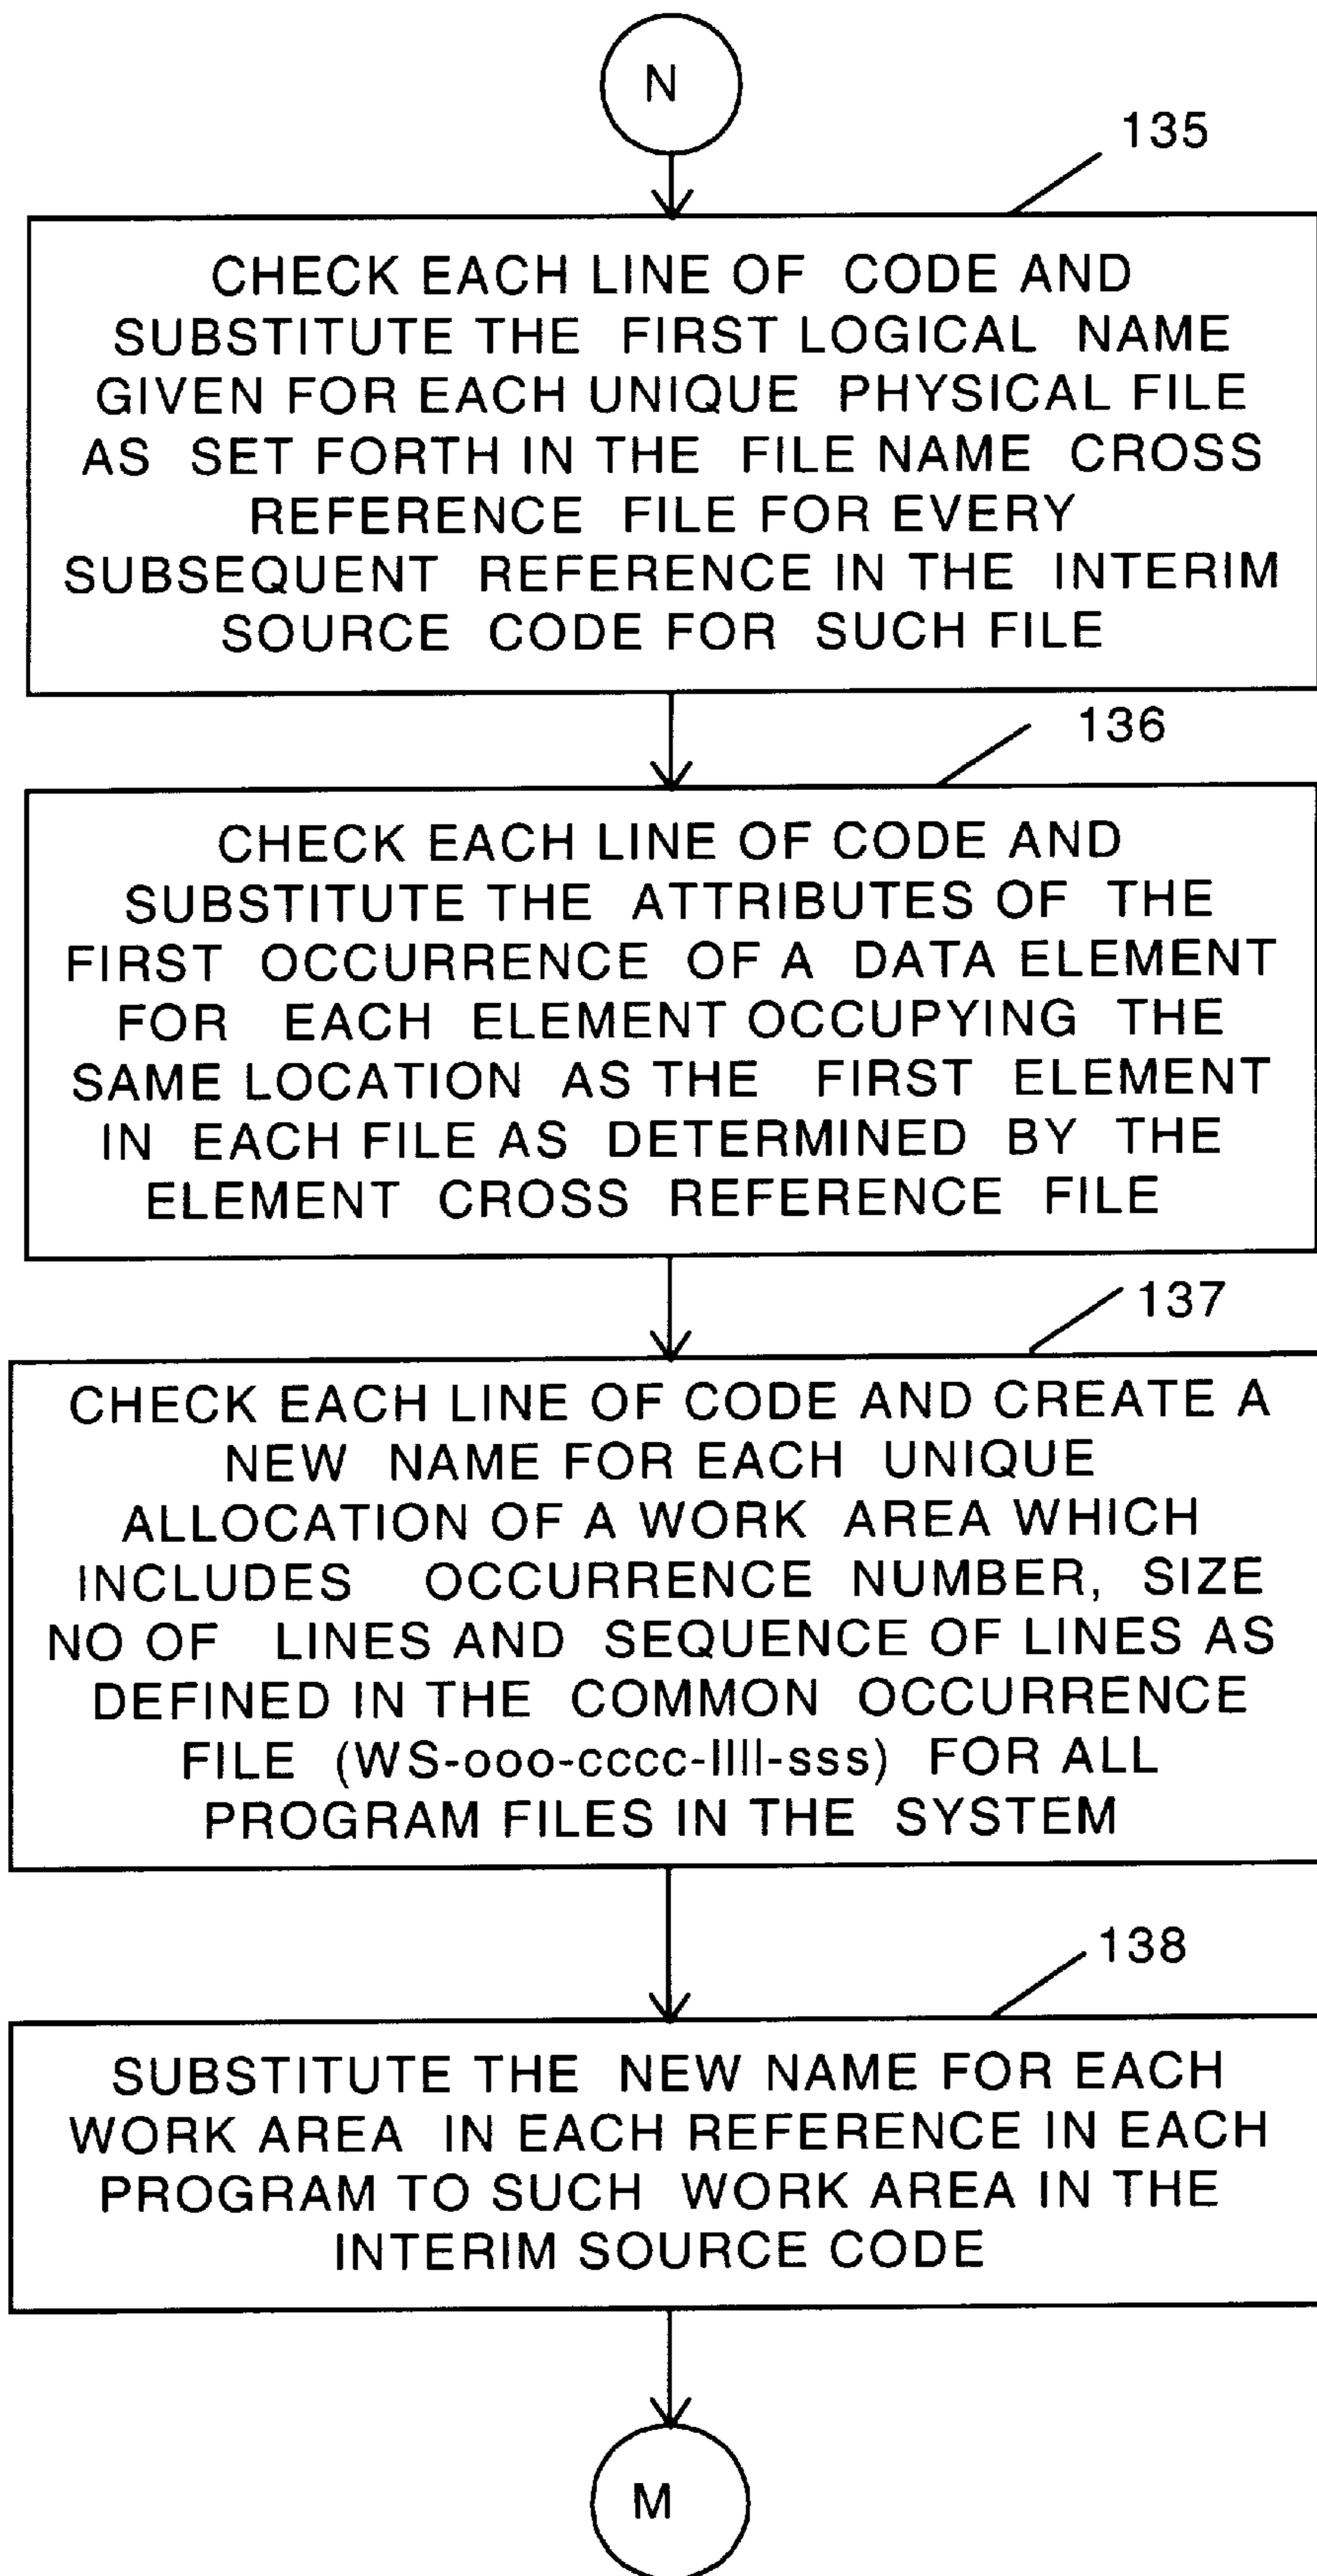 N
135
CHECK EACH LINE OF CODE AND
SUBSTITUTE THE FIRST LOGICAL NAME
GIVEN FOR EACH UNIQUE PHYSICAL FILE
AS SET FORTH IN THE FILE NAME CROSS
REFERENCE FILE FOR EVERY
SUBSEQUENT REFERENCE IN THE INTERIM
SOURCE CODE FOR SUCH FILE
136
CHECK EACH LINE OF CODE AND
SUBSTITUTE THE ATTRIBUTES OF THE
FIRST OCCURRENCE OF A DATA ELEMENT
FOR EACH ELEMENT OCCUPYING THE
SAME LOCATION AS THE FIRST ELEMENT
IN EACH FILE AS DETERMINED BY THE
ELEMENT CROSS REFERENCE FILE
137
CHECK EACH LINE OF CODE AND CREATE A
NEW NAME FOR EACH UNIQUE
ALLOCATION OF A WORK AREA WHICH
INCLUDES OCCURRENCE NUMBER, SIZE
NO OF LINES AND SEQUENCE OF LINES AS
DEFINED IN THE COMMON OCCURRENCE
FILE (WS-ooo-cccc-llll-sss) FOR ALL
PROGRAM FILES IN THE SYSTEM
138
SUBSTITUTE THE NEW NAME FOR EACH
WORK AREA IN EACH REFERENCE IN EACH
PROGRAM TO SUCH WORK AREA IN THE
INTERIM SOURCE CODE
M